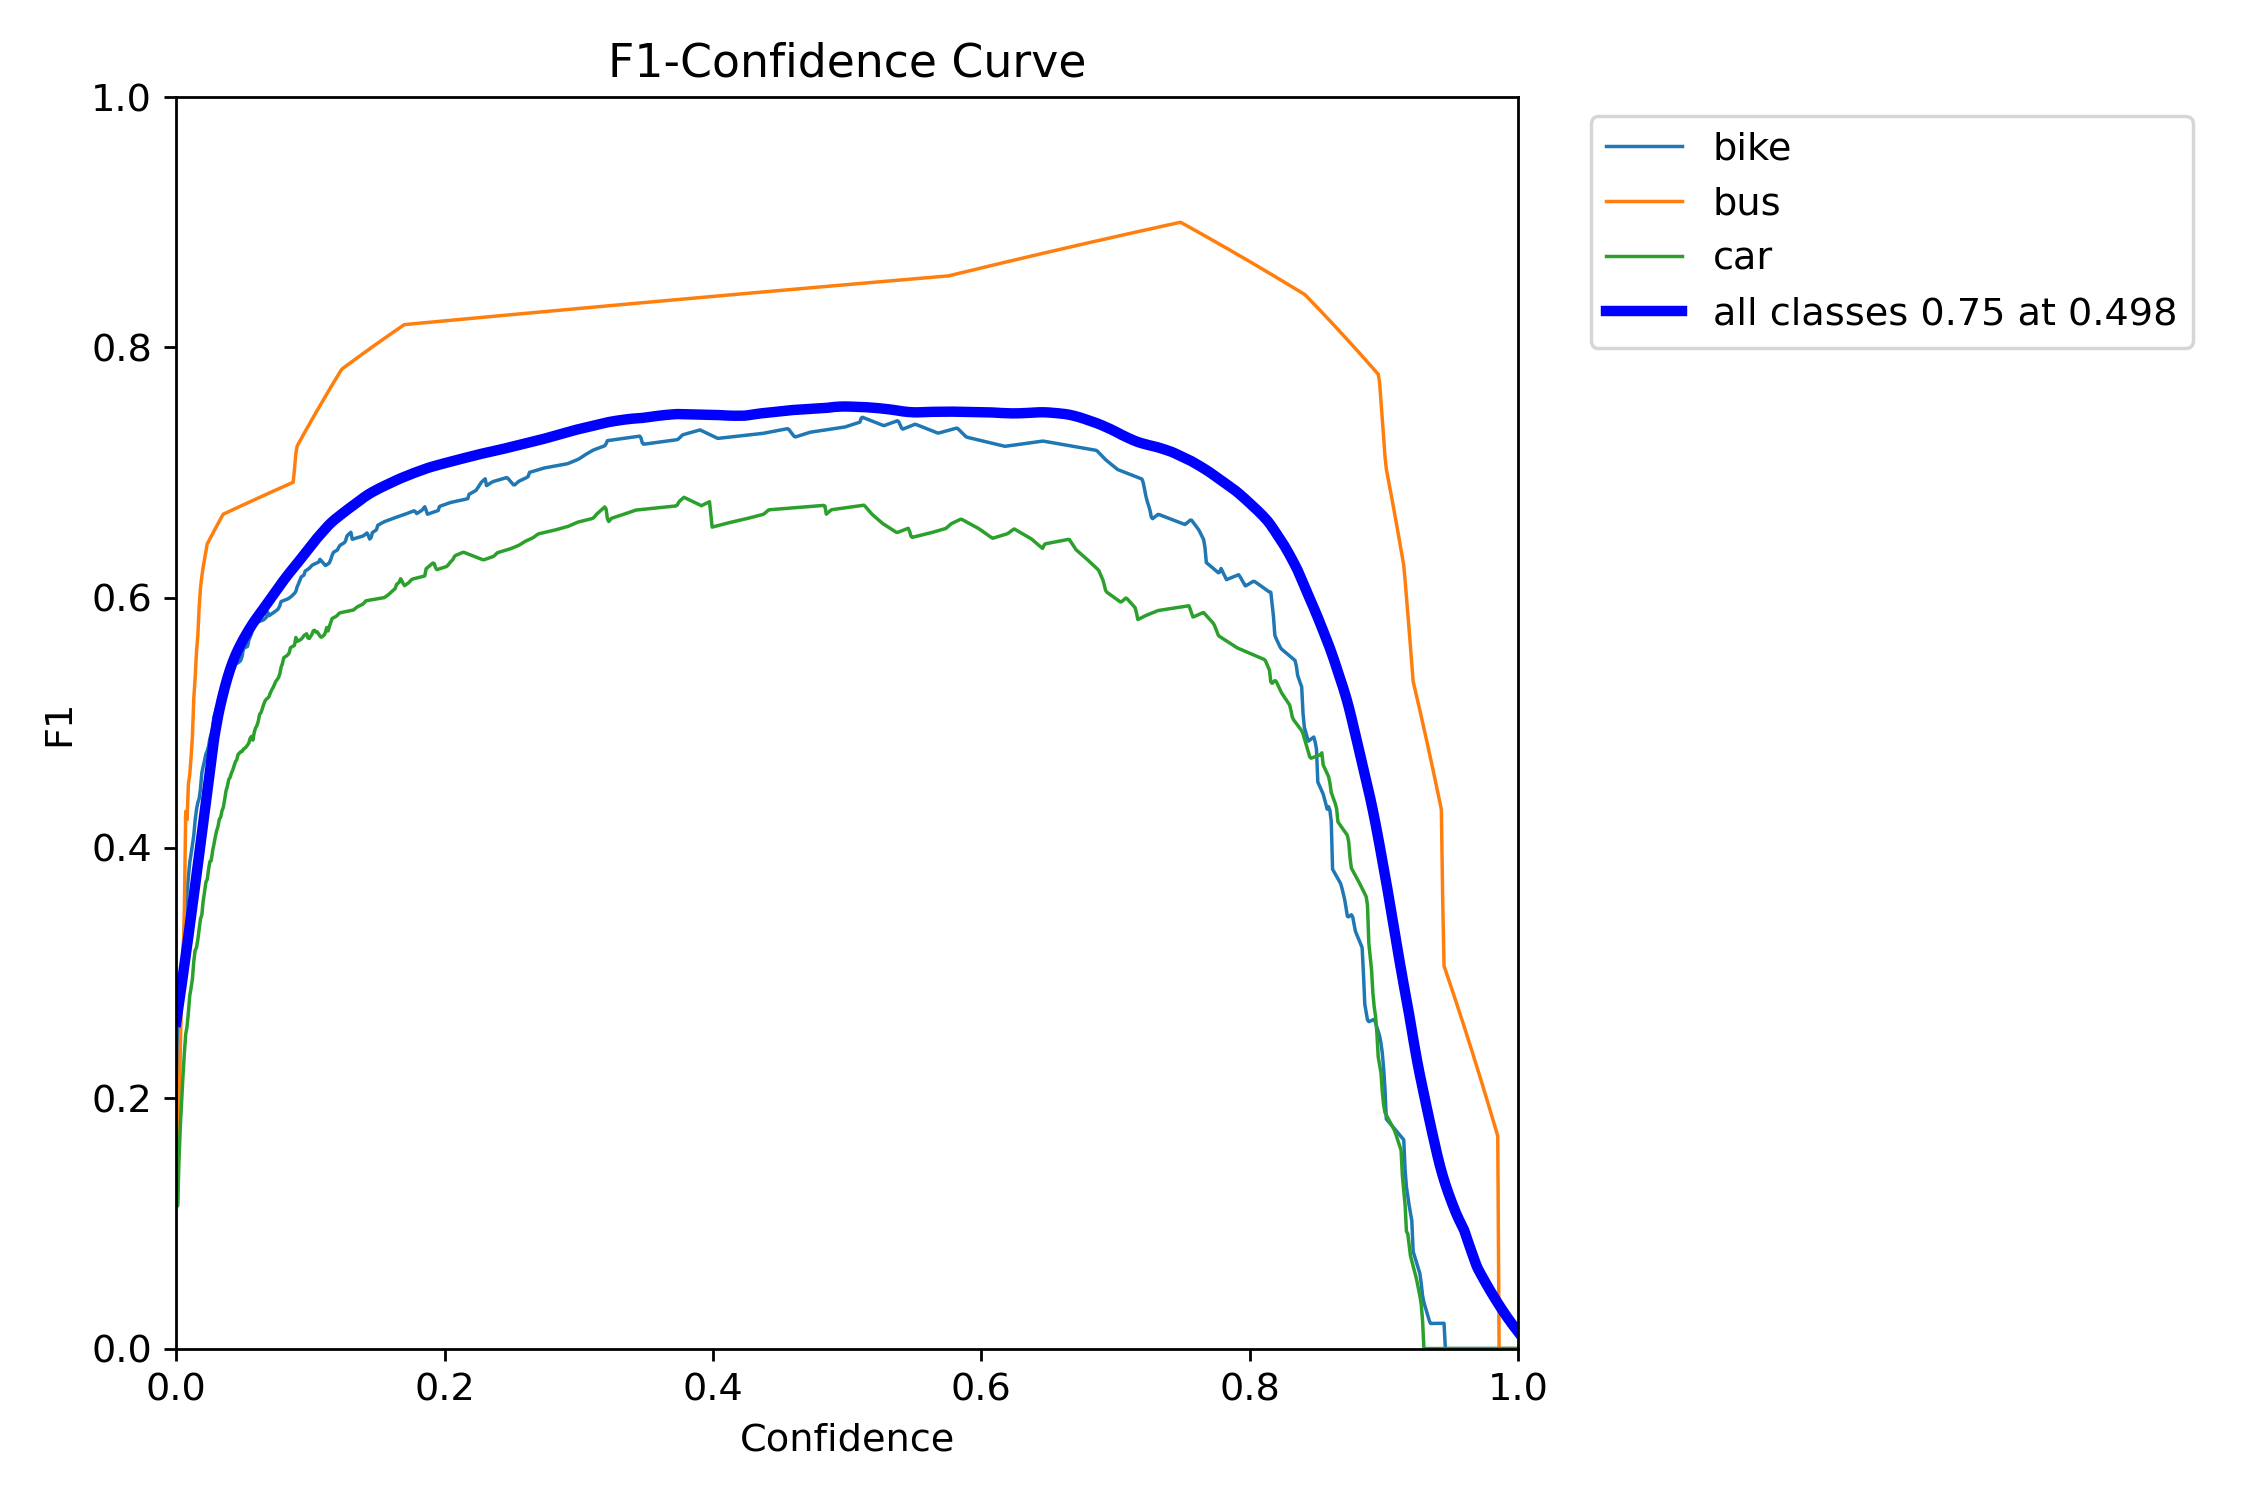 F1-Confidence Curve
1.0
0.8
0.6
0.4
0.2
0.0
F1
0.0 0.2 0.4 0.6 0.8 1.0
Confidence
bike
bus
car
all classes 0.75 at 0.498